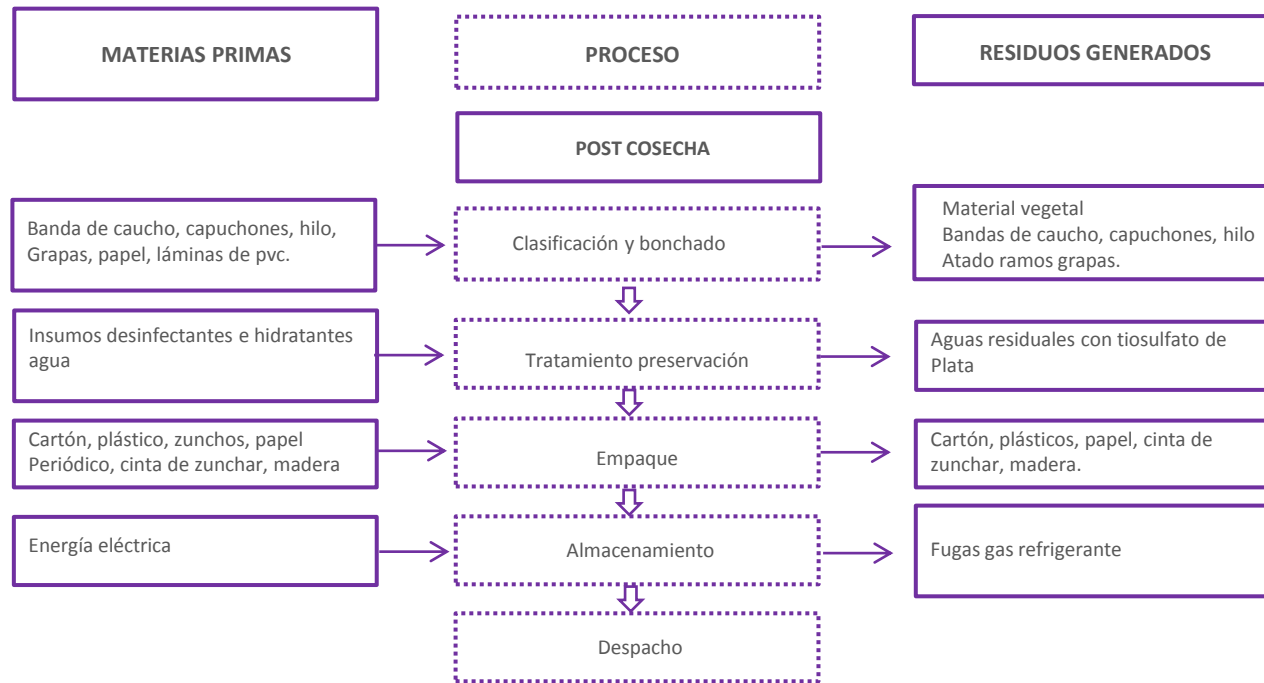 MATERIAS PRIMAS
PROCESO
RESIDUOS GENERADOS
POST COSECHA
Banda de caucho, capuchones, hilo,
Grapas, papel, láminas de pvc.
Clasificación y bonchado
Material vegetal
Bandas de caucho, capuchones, hilo
Atado ramos grapas.
Insumos desinfectantes e hidratantes
agua
Tratamiento preservación
Aguas residuales con tiosulfato de
Plata
Cartón, plástico, zunchos, papel
Periódico, cinta de zunchar, madera
Empaque
Cartón, plásticos, papel, cinta de
zunchar, madera.
Energía eléctrica
Almacenamiento
Fugas gas refrigerante
Despacho